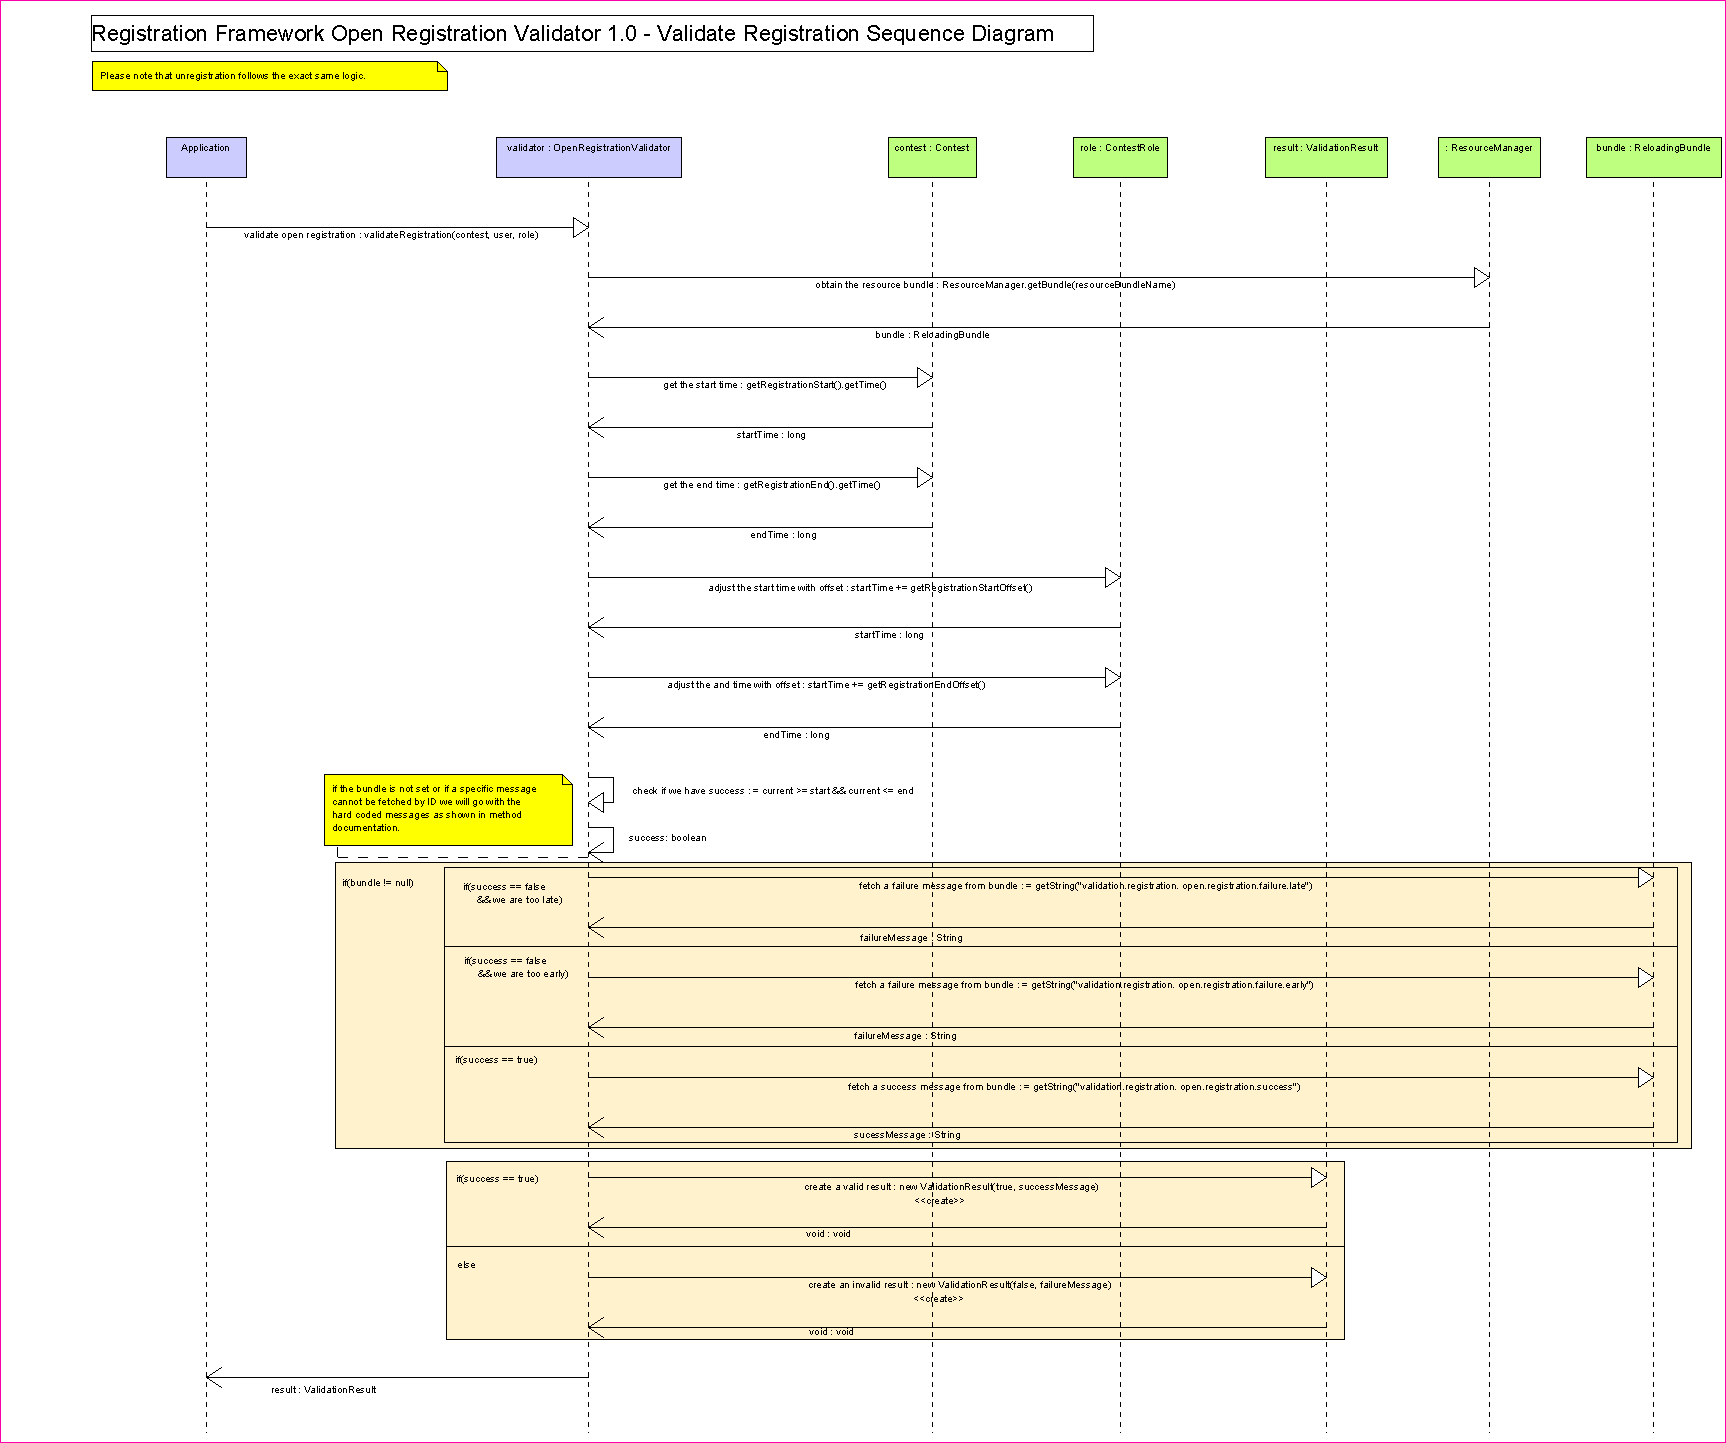 Registration Framework Open Registration Validator 1.0 - Validate Registration Sequence Diagram
Please note that unregistration follows the exact same logic.
Application
validator : OpenRegistrationValidator
contest : Contest
role : ContestRole
result : ValidationResult
: ResourceManager
bundle : ReloadingBundle
validate open registration : validateRegistration(contest, user, role)
obtain the resource bundle : ResourceManager.getBundle(resourceBundleName)
bundle : ReloadingBundle
get the start time : getRegistrationStart().getTime()
startTime : long
get the end time : getRegistrationEnd().getTime()
endTime : long
adjust the start time with offset : startTime += getRegistrationStartOffset()
startTime : long
adjust the and time with offset : startTime += getRegistrationEndOffset()
endTime : long
if the bundle is not set or if a specific message
cannot be fetched by ID we will go with the
hard coded messages as shown in method
documentation.
check if we have success : = current >= start && current <= end
success: boolean
if(bundle != null)
if(success == false
&& we are too late)
fetch a failure message from bundle : = getString("validation.registration. open.registration.failure.late")
failureMessage : String
if(success == false
&& we are too early)
fetch a failure message from bundle : = getString("validation.registration. open.registration.failure.early")
failureMessage : String
if(success == true)
fetch a success message from bundle : = getString("validation.registration. open.registration.success")
sucessMessage : String
if(success == true)
create a valid result : new ValidationResult(true, successMessage)
<<create>>
void : void
else
create an invalid result : new ValidationResult(false, failureMessage)
<<create>>
void : void
result : ValidationResult